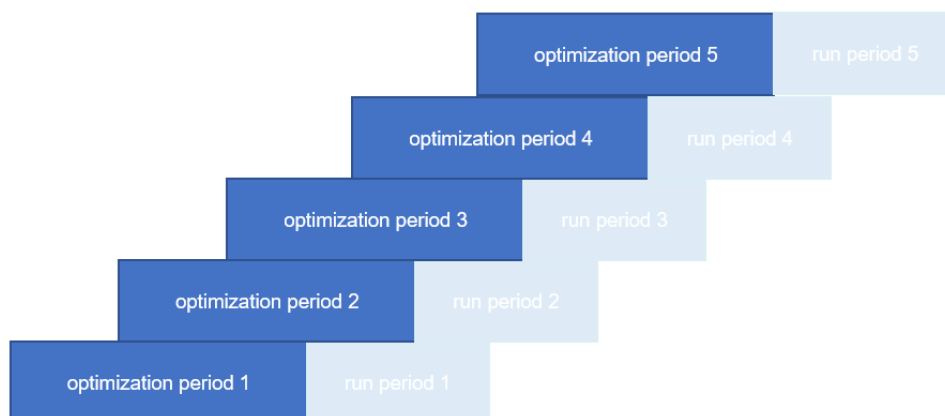 optimization period 5 run period 5
optimization period 4 run period 4
optimization period 3 run period 3
optimization period 2 run period 2
optimization period 1 run period 1